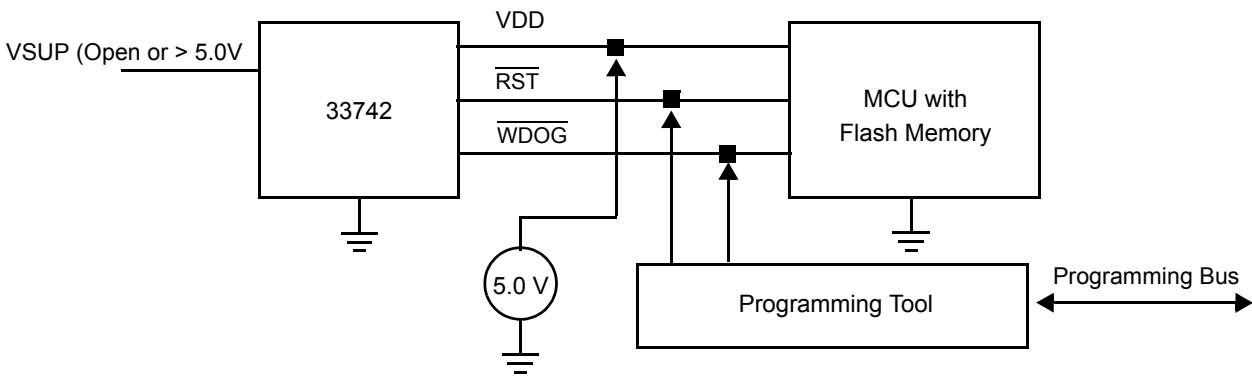 VDD
VSUP (Open or > 5.0V
RST
33742
MCU with
Flash Memory
WDOG
5.0 V
Programming Tool
Programming Bus